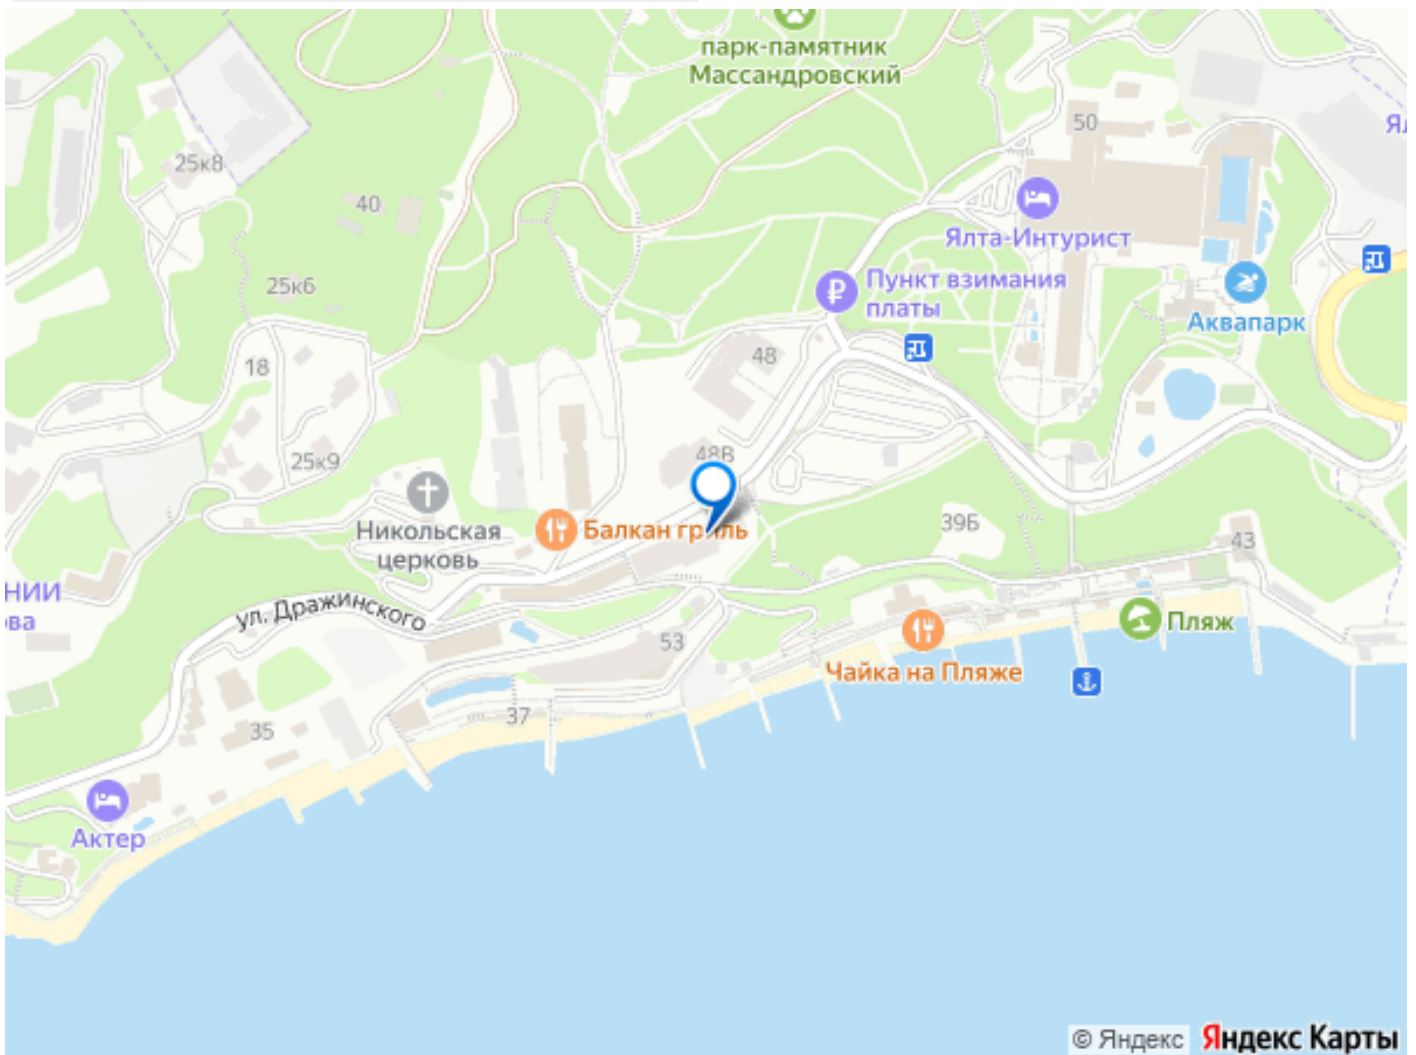 парк-памятник
Массандровский
50
Ял
25к8
40
Ялта-Интурист
25к6
Пункт взимания
платы
Аквапарк
18
48
25к9
48В
Никольская
церковь
Балкан гриль
39Б
43
НИИ
ва
ул. Дражинского
Пляж
53
Чайка на Пляже
37
35
Актер
© Яндекс Яндекс Карты